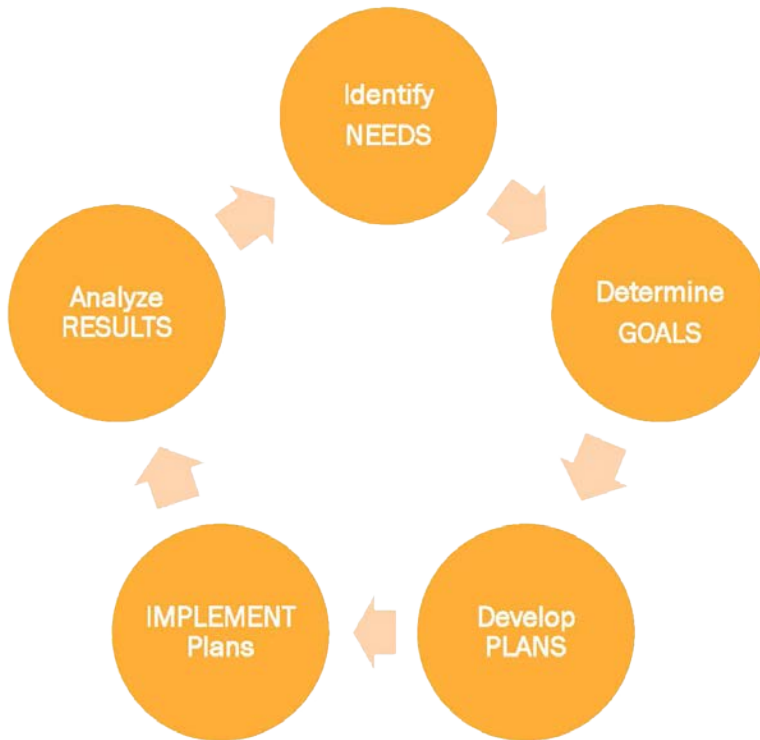 Identify
NEEDS
Determine
GOALS
Develop
PLANS
IMPLEMENT
Plans
Analyze
RESULTS